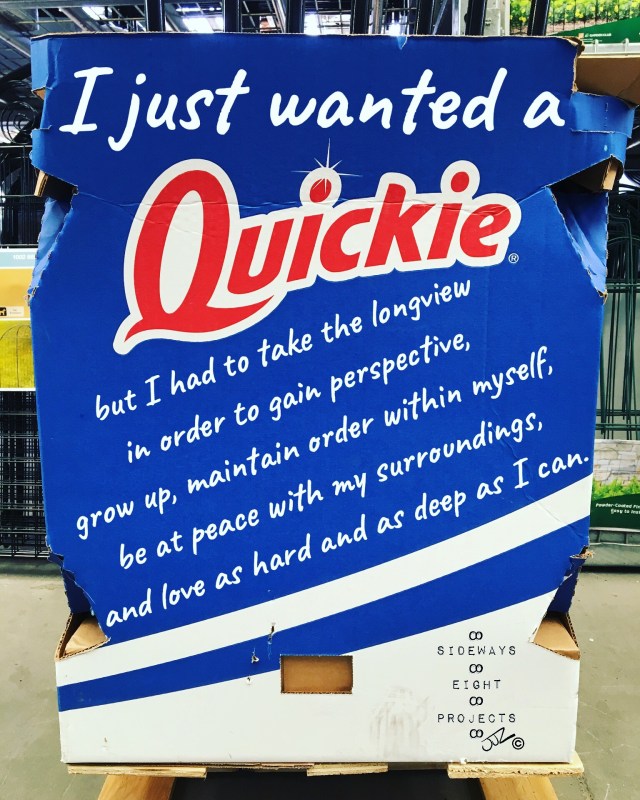 I just wanted a
Quickie®
but I had to take the longview
in order to gain perspective,
grow up, maintain order within myself,
be at peace with my surroundings,
and love as hard and as deep as I can.
SIDEWAYS
EIGHT
PROJECTS
©